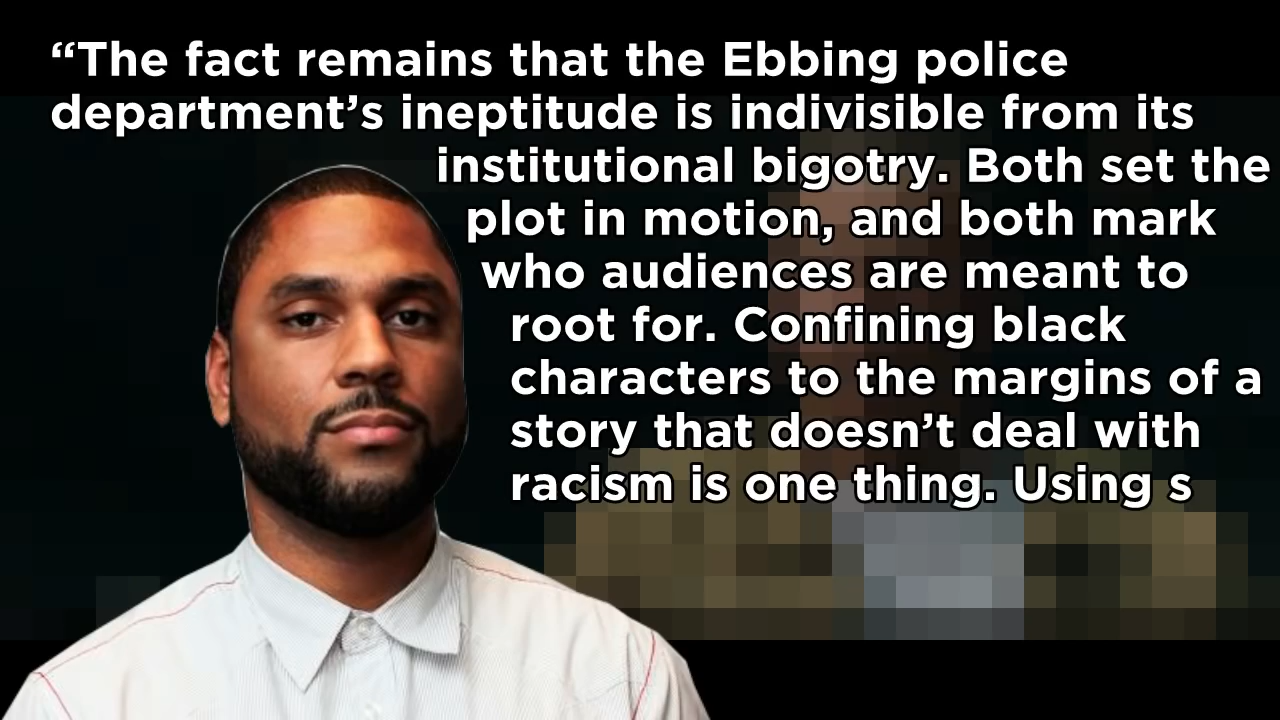 “The fact remains that the Ebbing police
department’s ineptitude is indivisible from its
institutional bigotry. Both set the
plot in motion, and both mark
who audiences are meant to
root for. Confining black
characters to the margins of a
story that doesn’t deal with
racism is one thing. Using s